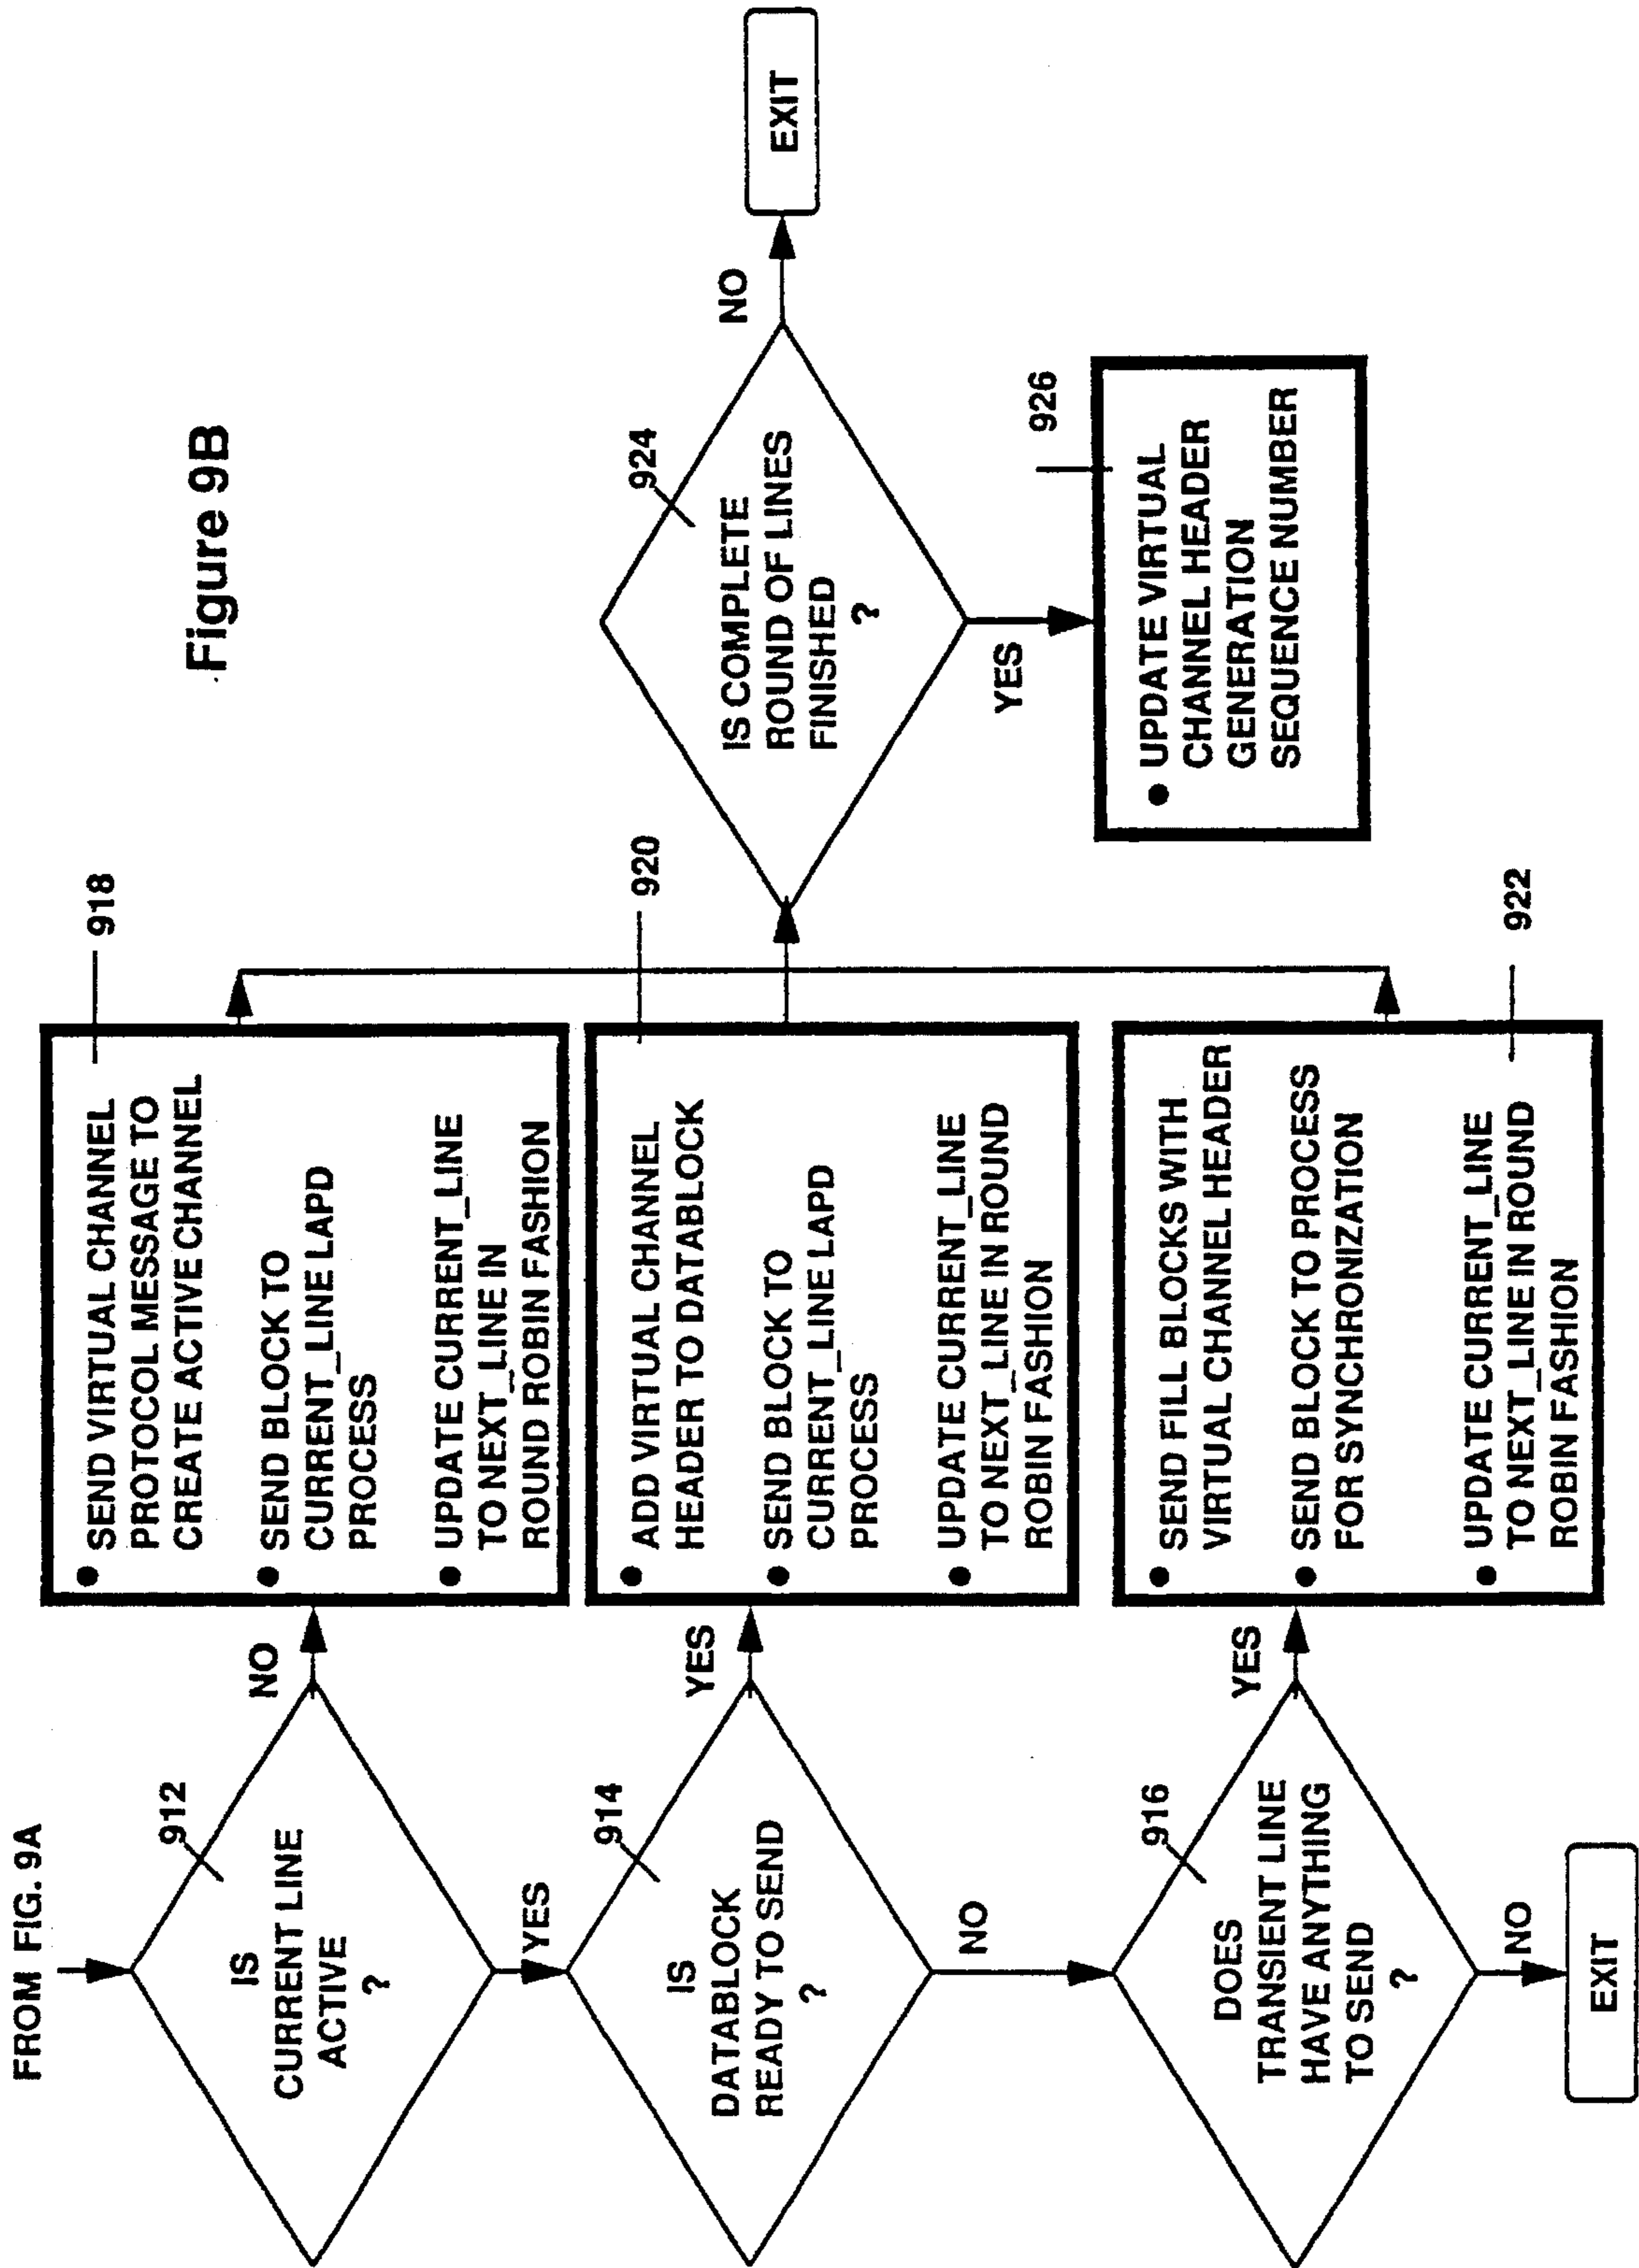 FROM FIG. 9A
912
IS
CURRENT LINE
ACTIVE
?
NO
YES
914
IS
DATABLOCK
READY TO SEND
?
YES
NO
916
DOES
TRANSIENT LINE
HAVE ANYTHING
TO SEND
?
YES
NO
EXIT
918
● SEND VIRTUAL CHANNEL
PROTOCOL MESSAGE TO
CREATE ACTIVE CHANNEL
● SEND BLOCK TO
CURRENT_LINE LAPD
PROCESS
● UPDATE CURRENT_LINE
TO NEXT_LINE IN
ROUND ROBIN FASHION
920
● ADD VIRTUAL CHANNEL
HEADER TO DATABLOCK
● SEND BLOCK TO
CURRENT_LINE LAPD
PROCESS
● UPDATE CURRENT_LINE
TO NEXT_LINE IN ROUND
ROBIN FASHION
922
● SEND FILL BLOCKS WITH
VIRTUAL CHANNEL HEADER
● SEND BLOCK TO PROCESS
FOR SYNCHRONIZATION
● UPDATE CURRENT_LINE
TO NEXT_LINE IN ROUND
ROBIN FASHION
Figure 9B
924
IS COMPLETE
ROUND OF LINES
FINISHED
?
NO
EXIT
YES
926
● UPDATE VIRTUAL
CHANNEL HEADER
GENERATION
SEQUENCE NUMBER